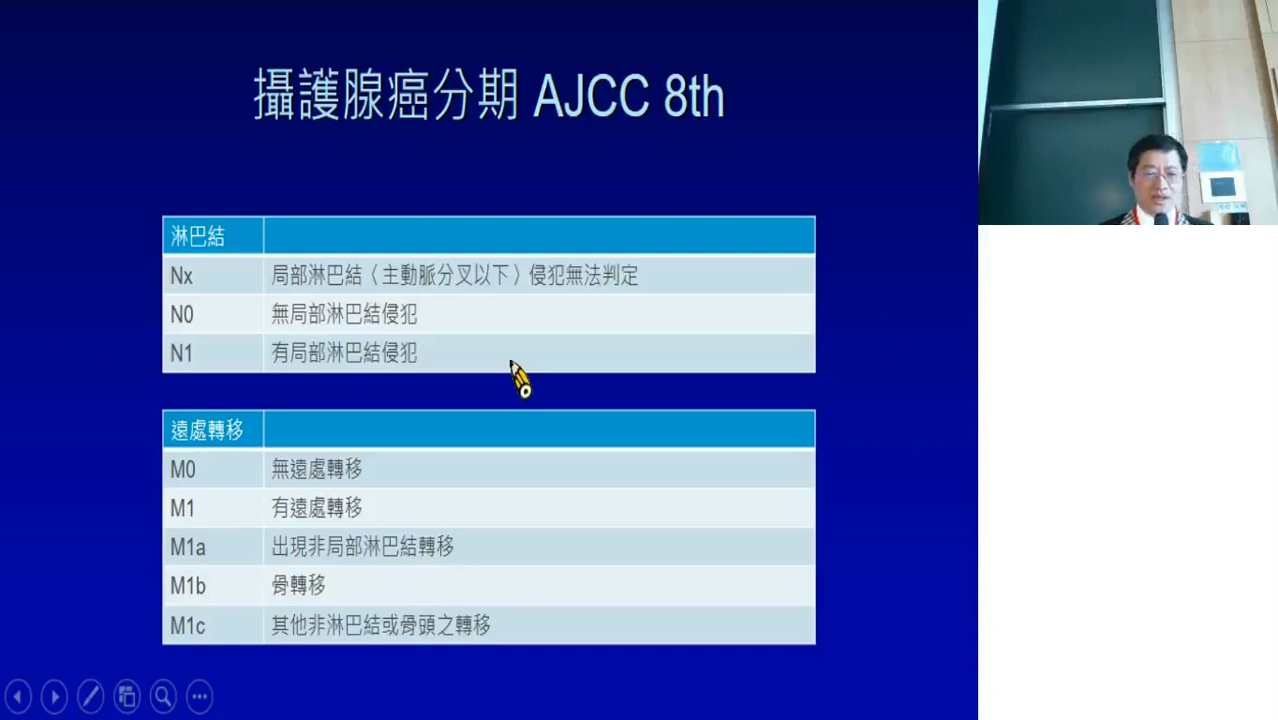 攝護腺癌分期 AJCC 8th
淋巴結
Nx 局部淋巴結（主動脈分叉以下）侵犯無法判定
N0 無局部淋巴結侵犯
N1 有局部淋巴結侵犯
遠處轉移
M0 無遠處轉移
M1 有遠處轉移
M1a 出現非局部淋巴結轉移
M1b 骨轉移
M1c 其他非淋巴結或骨頭之轉移